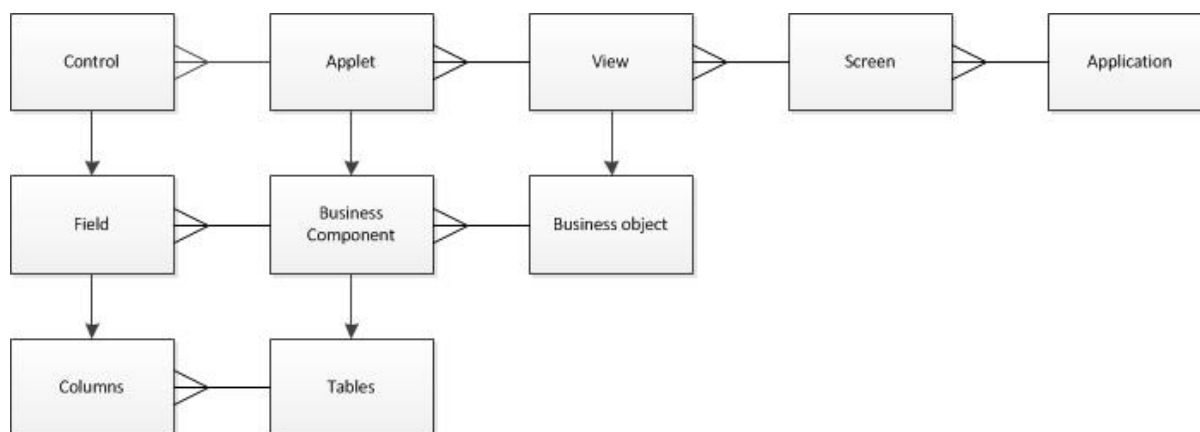 Control
Applet
View
Screen
Application
Field
Business
Component
Business object
Columns
Tables